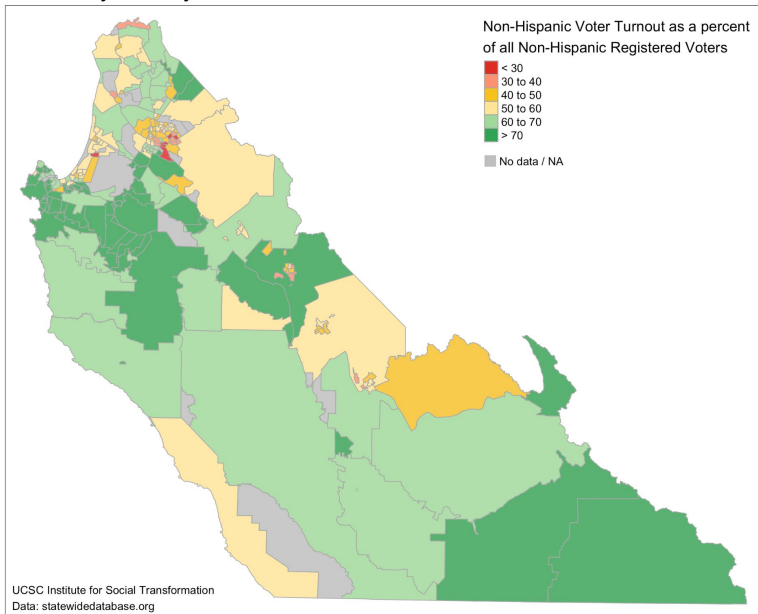 Non-Hispanic Voter Turnout as a percent
of all Non-Hispanic Registered Voters
< 30
30 to 40
40 to 50
50 to 60
60 to 70
> 70
No data / NA
UCSC Institute for Social Transformation
Data: statewidedatabase.org